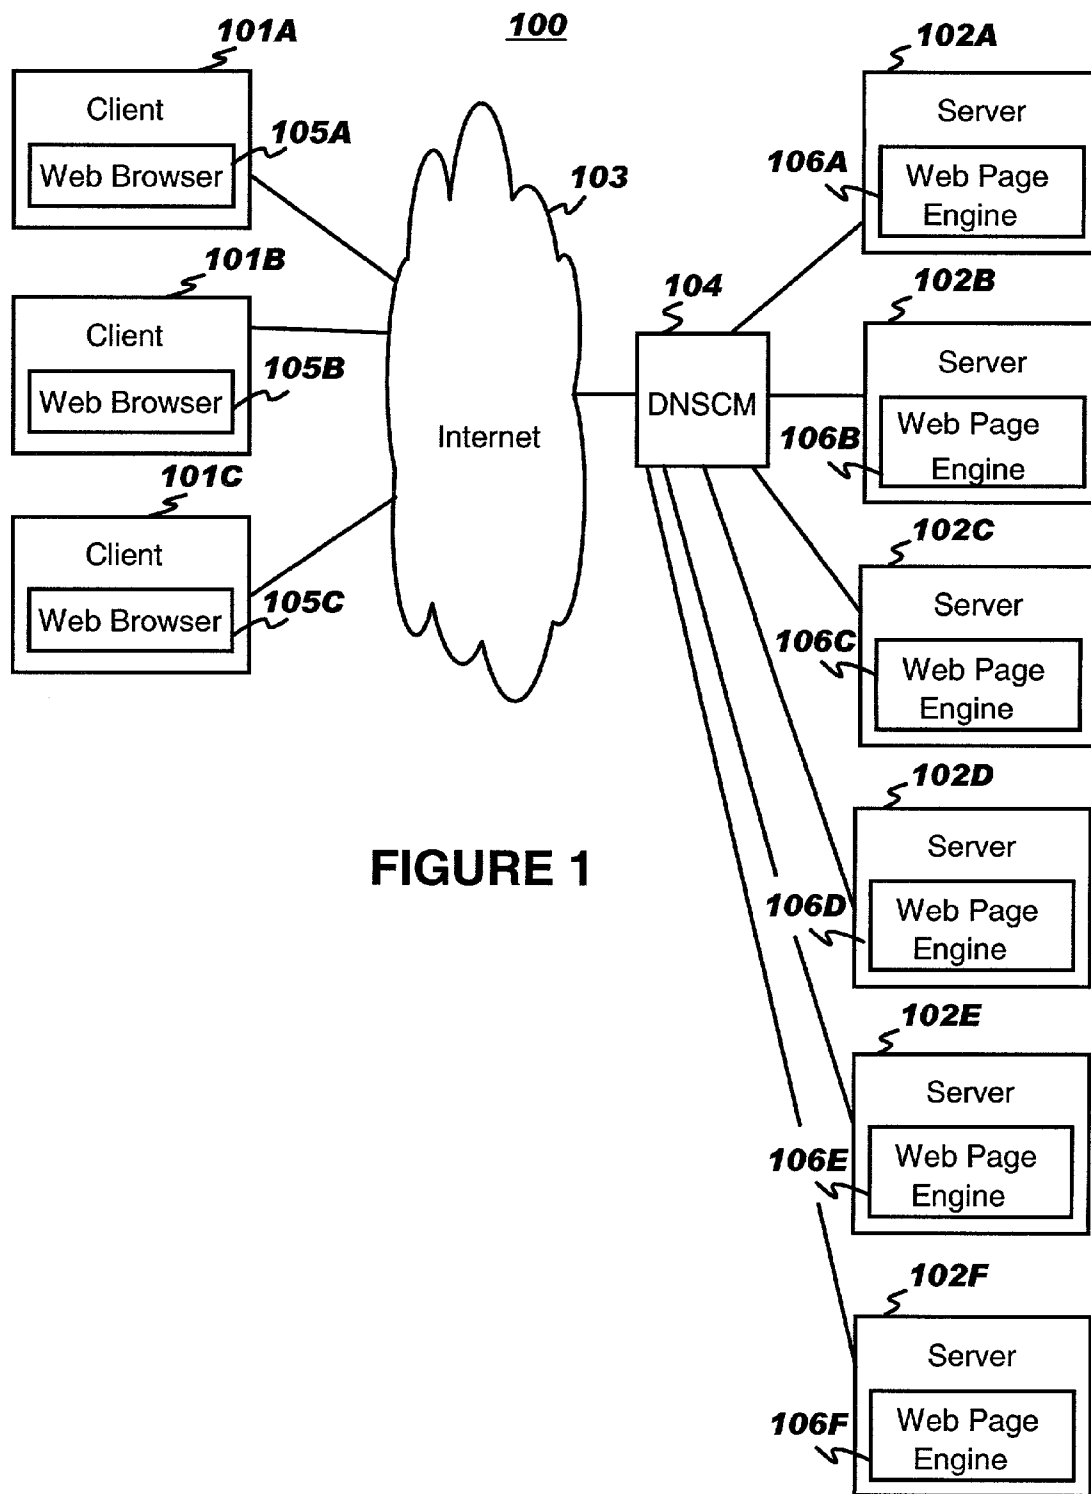 100
101A
Client
105A
Web Browser
101B
Client
105B
Web Browser
101C
Client
105C
Web Browser
103
Internet
104
DNSCM
102A
Server
106A
Web Page
Engine
102B
Server
106B
Web Page
Engine
102C
Server
106C
Web Page
Engine
102D
Server
106D
Web Page
Engine
102E
Server
106E
Web Page
Engine
102F
Server
106F
Web Page
Engine
FIGURE 1